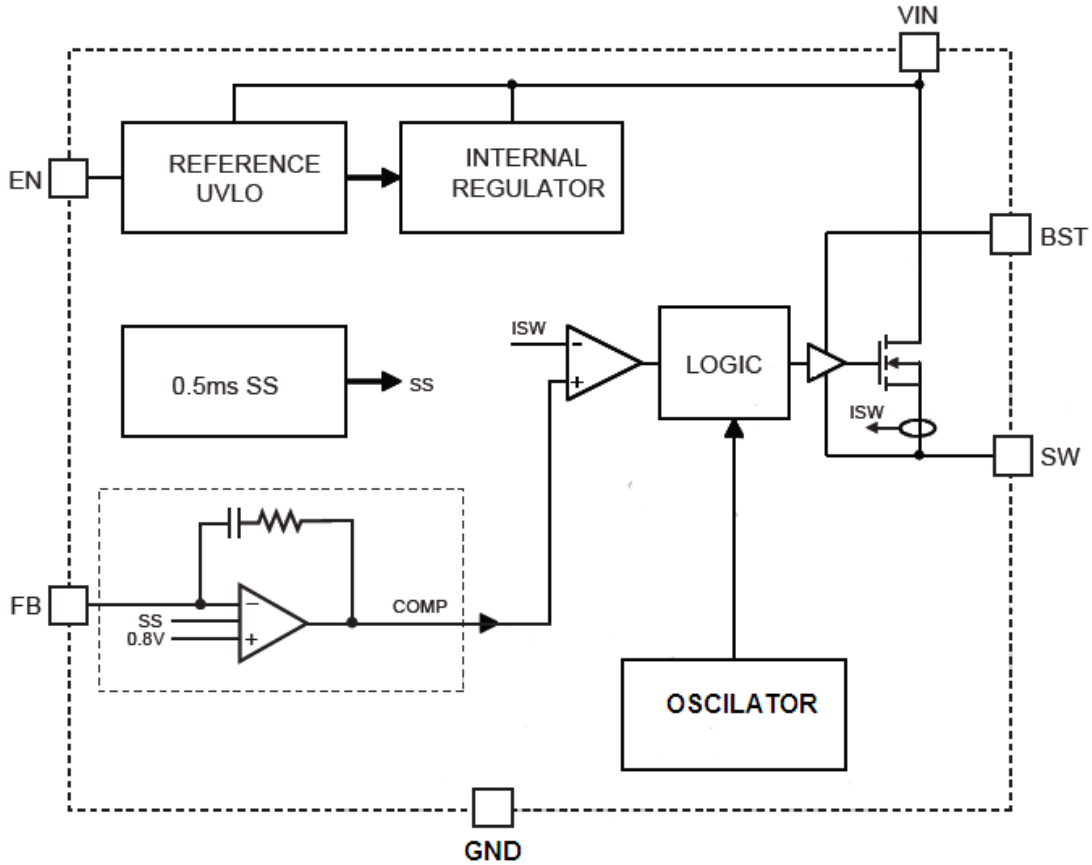 VIN
REFERENCE
UVLO
INTERNAL
REGULATOR
EN
BST
ISW
−
+
LOGIC
0.5ms SS
SS
ISW
SW
FB
−
SS
0.8V
+
COMP
OSCILATOR
GND